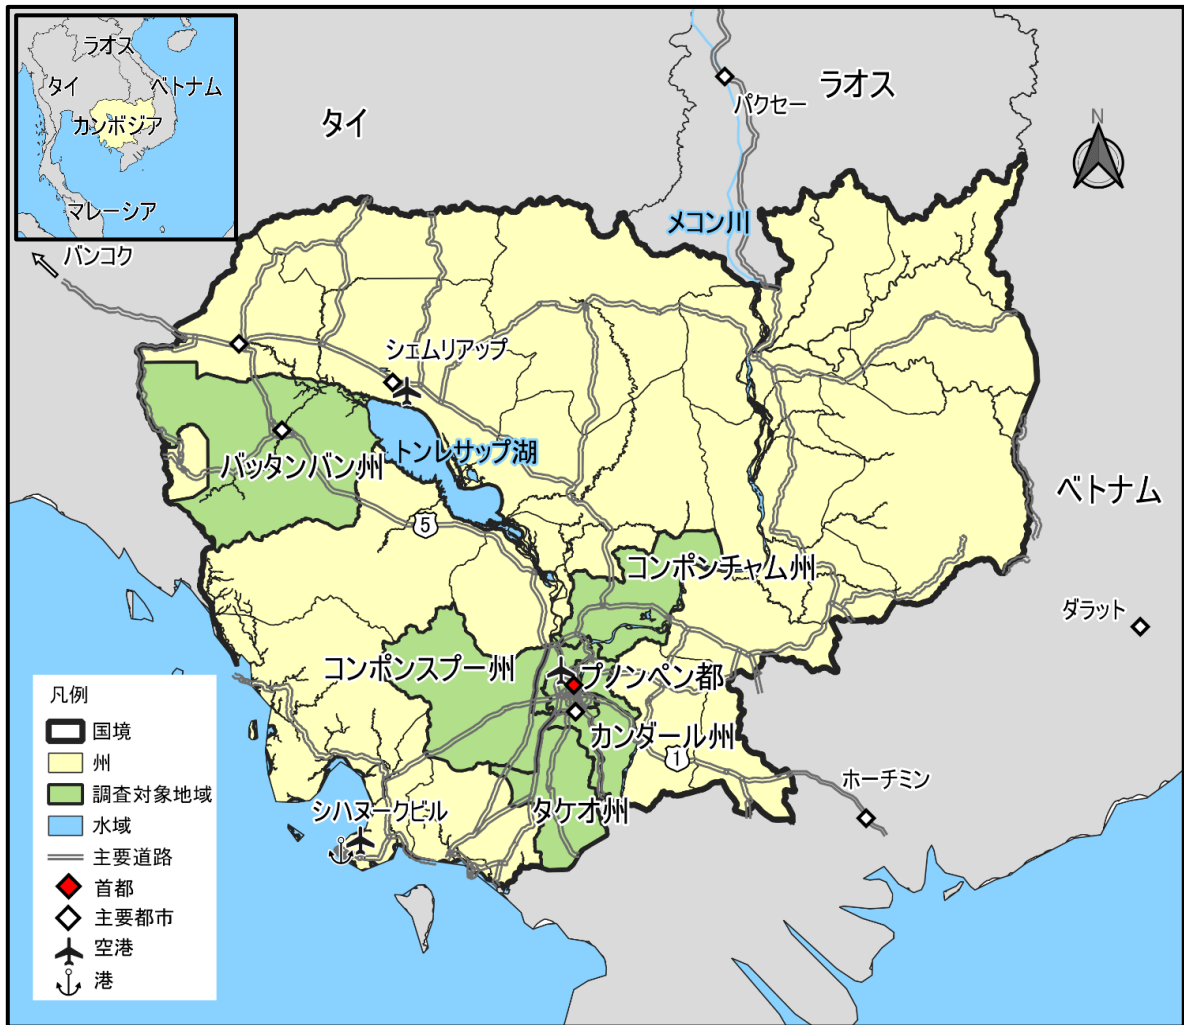 ラオス
タイ
ベトナム
カンボジア
マレーシア
バンコク
タイ
ラオス
パクセー
N
メコン川
シェムリアップ
トンレサップ湖
バッタンバン州
5
ベトナム
コンポンチャム州
ダラット
コンポンスプー州
プノンペン都
カンダール州
1
ホーチミン
シハヌークビル
タケオ州
凡例
国境
州
調査対象地域
水域
主要道路
首都
主要都市
空港
港